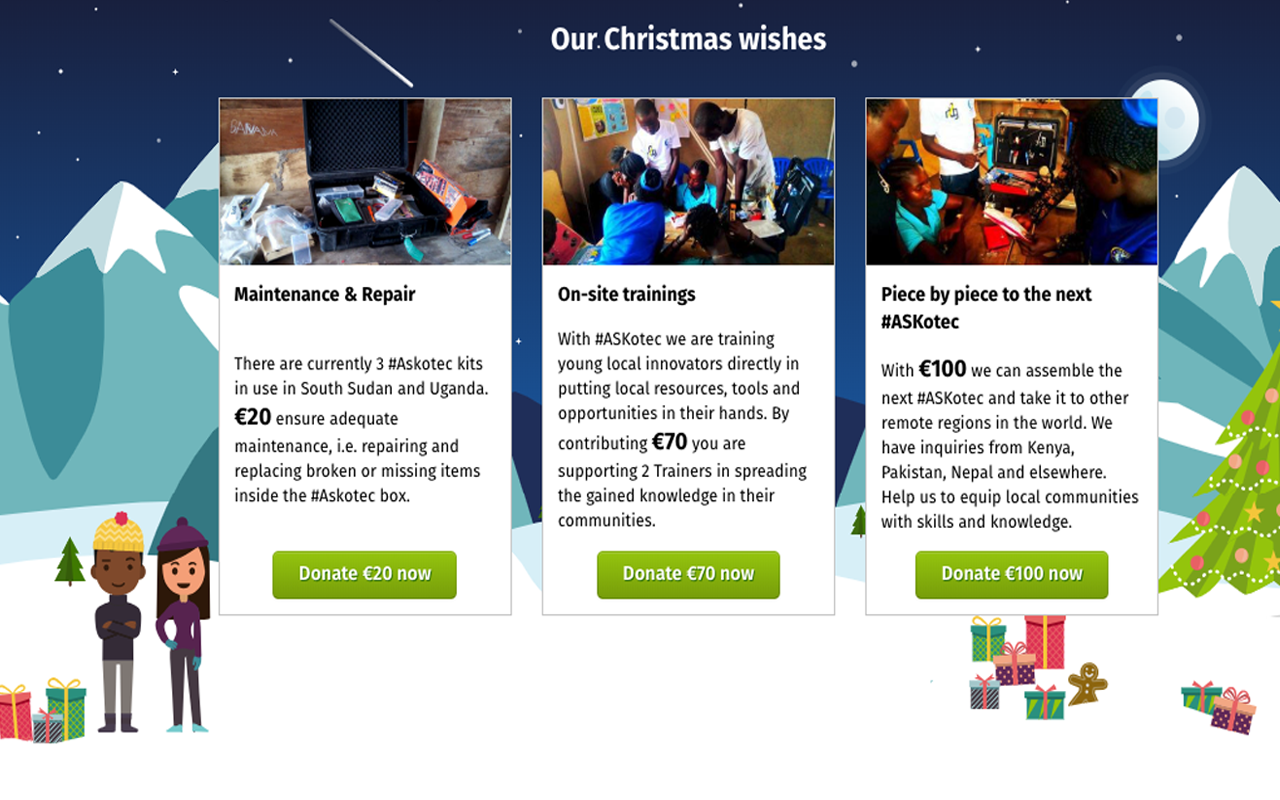 Our Christmas wishes
BANANA
Maintenance & Repair
There are currently 3 #Askotec kits
in use in South Sudan and Uganda.
€20 ensure adequate
maintenance, i.e. repairing and
replacing broken or missing items
inside the #Askotec box.
Donate €20 now
On-site trainings
With #ASKotec we are training
young local innovators directly in
putting local resources, tools and
opportunities in their hands. By
contributing €70 you are
supporting 2 Trainers in spreading
the gained knowledge in their
communities.
Donate €70 now
Piece by piece to the next
#ASKotec
With €100 we can assemble the
next #ASKotec and take it to other
remote regions in the world. We
have inquiries from Kenya,
Pakistan, Nepal and elsewhere.
Help us to equip local communities
with skills and knowledge.
Donate €100 now